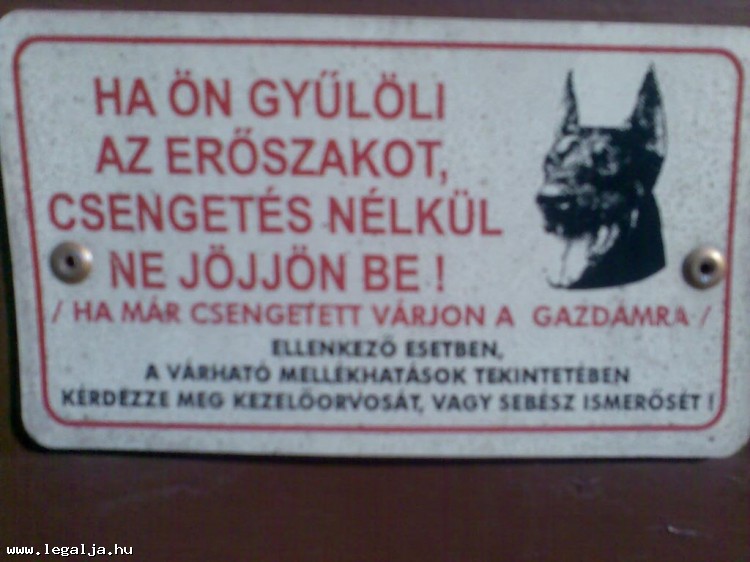 HA ÖN GYŰLÖLI
AZ ERŐSZAKOT,
CSENGETÉS NÉLKÜL
NE JÖJJÖN BE !
/ HA MÁR CSENGETETT VÁRJON A GAZDÁMRA /
ELLENKEZŐ ESETBEN,
A VÁRHATÓ MELLÉKHATÁSOK TEKINTETÉBEN
KÉRDEZZE MEG KEZELŐORVOSÁT, VAGY SEBÉSZ ISMERŐSÉT !
www.legalja.hu